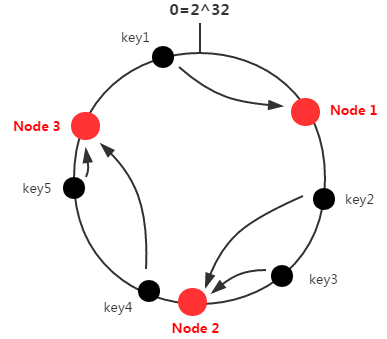 0=2^32
key1
Node 1
Node 3
key5
key2
key3
key4
Node 2